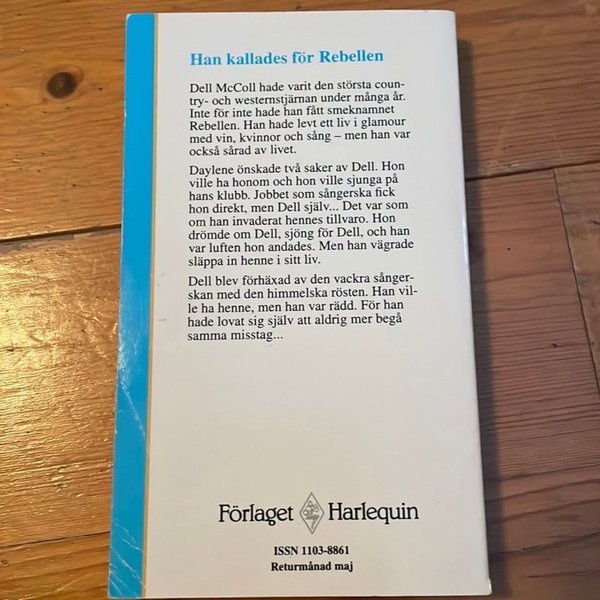 Han kallades för Rebellen
Dell McColl hade varit den största coun-
try- och westernstjärnan under många år.
Inte för inte hade han fått smeknamnet
Rebellen. Han hade levt ett liv i glamour
med vin, kvinnor och sång – men han var
också sårad av livet.
Daylene önskade två saker av Dell. Hon
ville ha honom och hon ville sjunga på
hans klubb. Jobbet som sångerska fick
hon direkt, men Dell själv... Det var som
om han invaderat hennes tillvaro. Hon
drömde om Dell, sjöng för Dell, och han
var luften hon andades. Men han vägrade
släppa in henne i sitt liv.
Dell blev förhäxad av den vackra sånger-
skan med den himmelska rösten. Han vil-
le ha henne, men han var rädd. För han
hade lovat sig själv att aldrig mer begå
samma misstag...
Förlaget Harlequin
ISSN 1103-8861
Returmånad maj